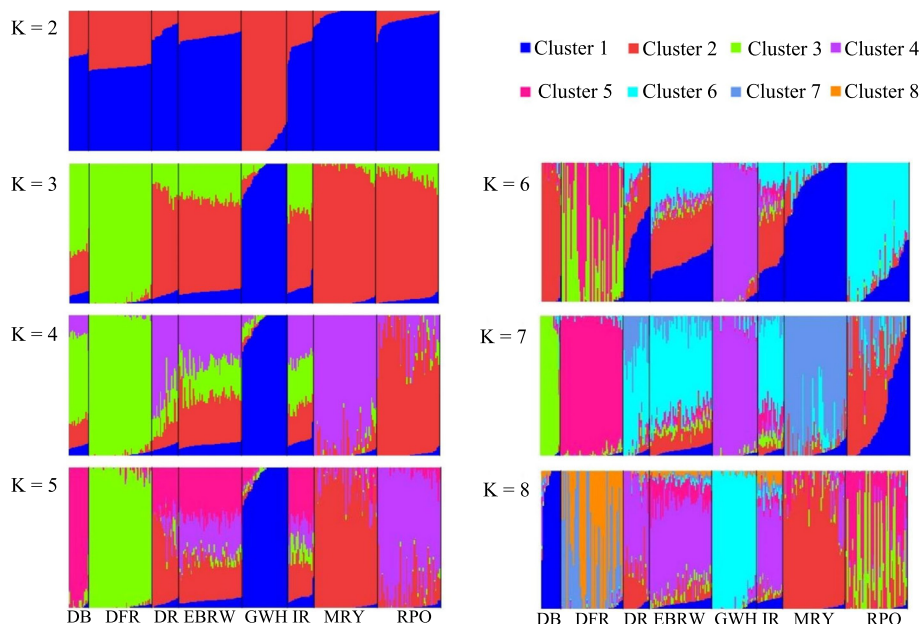 K = 2
Cluster 1 Cluster 2 Cluster 3 Cluster 4
Cluster 5 Cluster 6 Cluster 7 Cluster 8
K = 3
K = 6
K = 4
K = 7
K = 5
K = 8
DB DFR DR EBRW GWH IR MRY RPO
DB DFR DR EBRW GWH IR MRY RPO